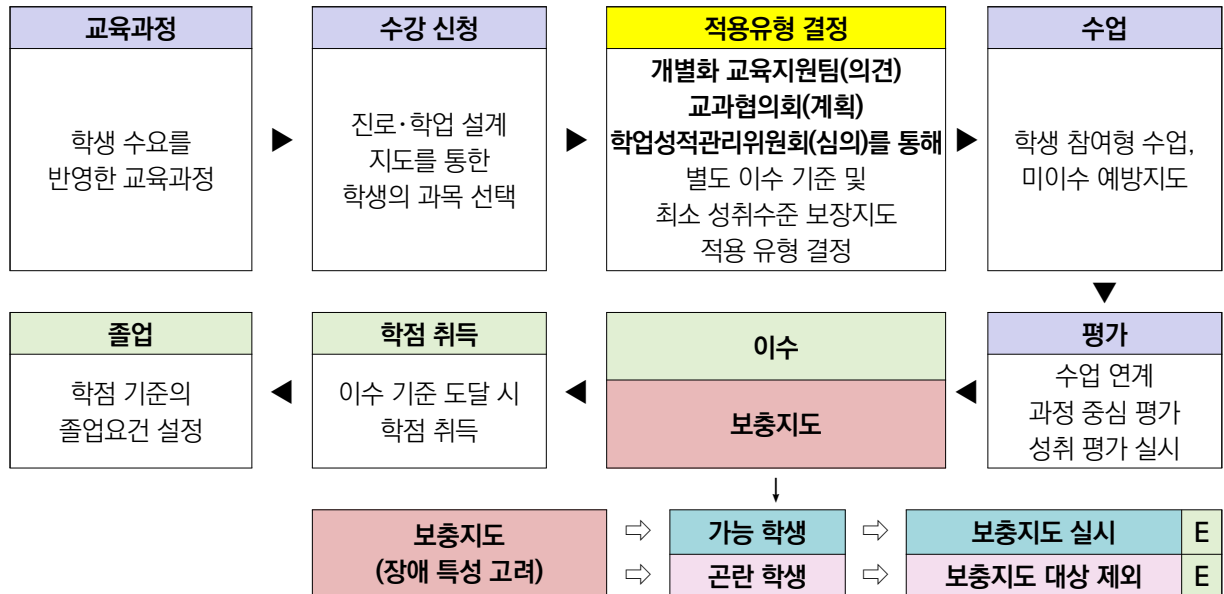 교육과정
학생 수요를
반영한 교육과정
▶
수강 신청
진로·학업 설계
지도를 통한
학생의 과목 선택
▶
적용유형 결정
개별화 교육지원팀(의견)
교과협의회(계획)
학업성적관리위원회(심의)를 통해
별도 이수 기준 및
최소 성취수준 보장지도
적용 유형 결정
▶
수업
학생 참여형 수업,
미이수 예방지도
▼
평가
수업 연계
과정 중심 평가
성취 평가 실시
◀
이수
보충지도
◀
학점 취득
이수 기준 도달 시
학점 취득
◀
졸업
학점 기준의
졸업요건 설정
↓
보충지도
(장애 특성 고려)
⇨ 가능 학생 ⇨ 보충지도 실시 E
⇨ 곤란 학생 ⇨ 보충지도 대상 제외 E